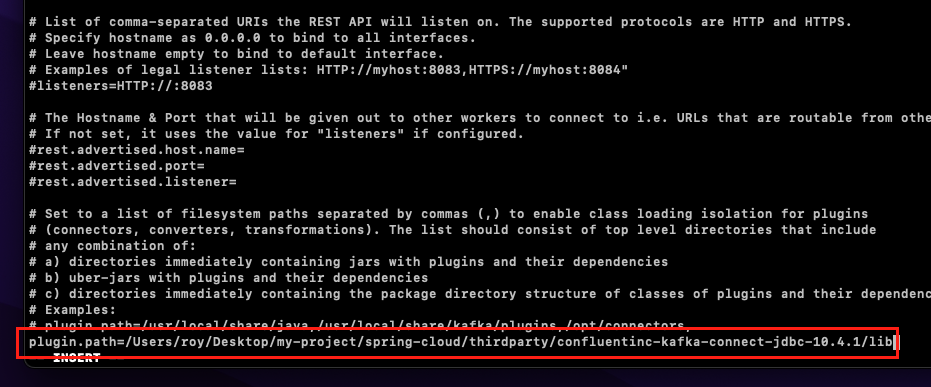 # List of comma-separated URIs the REST API will listen on. The supported protocols are HTTP and HTTPS.
# Specify hostname as 0.0.0.0 to bind to all interfaces.
# Leave hostname empty to bind to default interface.
# Examples of legal listener lists: HTTP://myhost:8083,HTTPS://myhost:8084"
#listeners=HTTP://:8083
# The Hostname & Port that will be given out to other workers to connect to i.e. URLs that are routable from othe
# If not set, it uses the value for "listeners" if configured.
#rest.advertised.host.name=
#rest.advertised.port=
#rest.advertised.listener=
# Set to a list of filesystem paths separated by commas (,) to enable class loading isolation for plugins
# (connectors, converters, transformations). The list should consist of top level directories that include
# any combination of:
# a) directories immediately containing jars with plugins and their dependencies
# b) uber-jars with plugins and their dependencies
# c) directories immediately containing the package directory structure of classes of plugins and their dependenc
# Examples:
# plugin.path=/usr/local/share/java,/usr/local/share/kafka/plugins,/opt/connectors,
plugin.path=/Users/roy/Desktop/my-project/spring-cloud/thirdparty/confluentinc-kafka-connect-jdbc-10.4.1/lib
INSERT